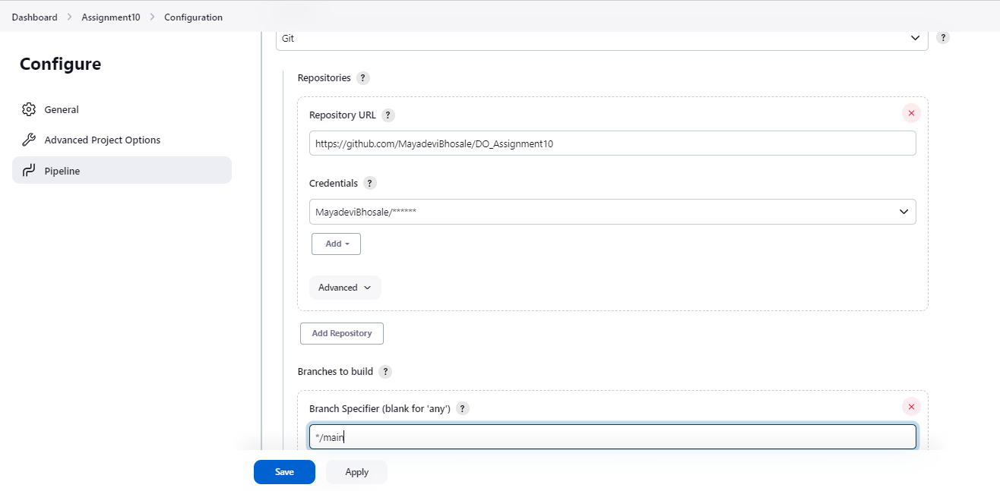 Dashboard > Assignment10 > Configuration
Configure
General
Advanced Project Options
Pipeline
Git
?
Repositories ?
Repository URL ?
https://github.com/MayadeviBhosale/DO_Assignment10
Credentials ?
MayadeviBhosale/******
Add
Advanced
Add Repository
Branches to build ?
Branch Specifier (blank for 'any') ?
*/main
Save
Apply